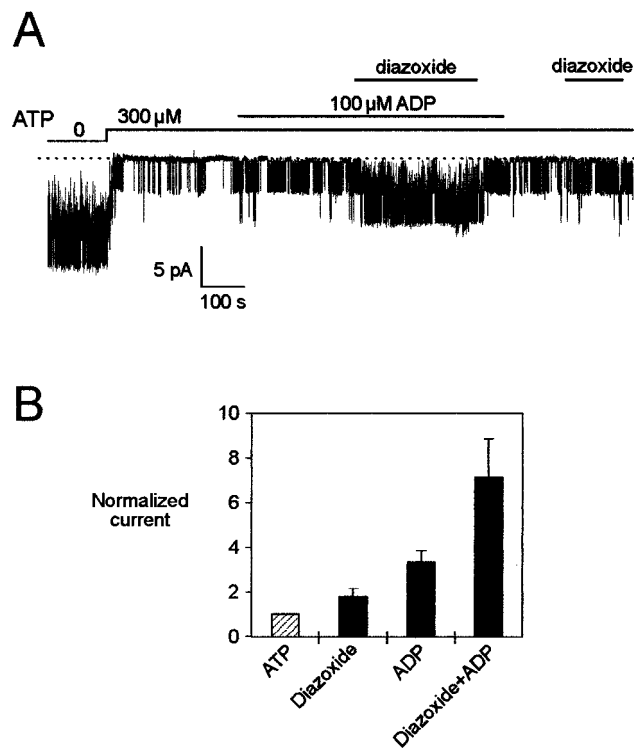 A
diazoxide diazoxide
100 µM ADP
ATP 0 300 µM
5 pA
100 s
B
10
8
6
4
2
0
Normalized
current
ATP
Diazoxide
ADP
Diazoxide+ADP